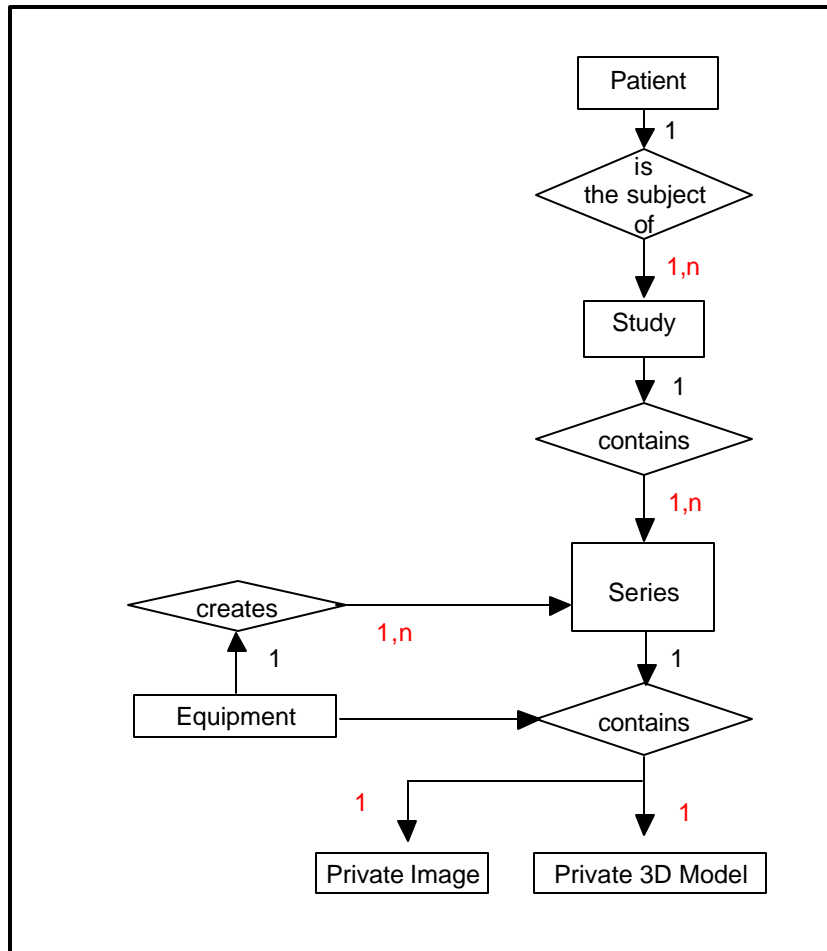 Patient
1
is
the subject
of
1,n
Study
1
contains
1,n
Series
creates
1,n
1
1
Equipment
contains
1
1
Private Image
Private 3D Model